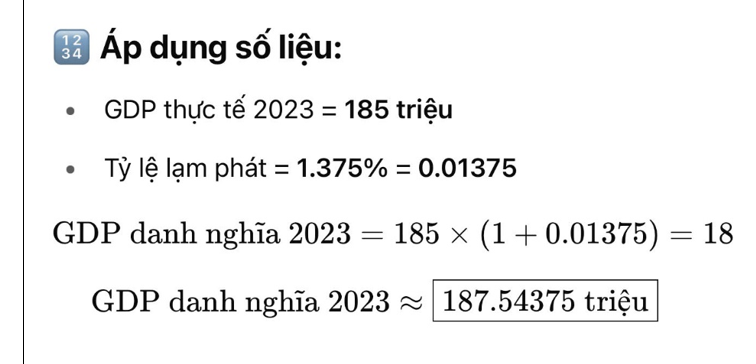 🔢 Áp dụng số liệu:
• GDP thực tế 2023 = 185 triệu
• Tỷ lệ lạm phát = 1.375% = 0.01375
GDP danh nghĩa 2023 = 185 × (1 + 0.01375) = 18
GDP danh nghĩa 2023 ≈ 187.54375 triệu